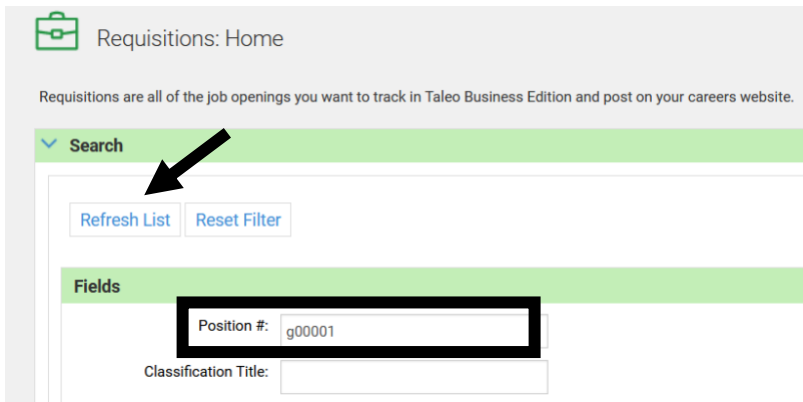 Requisitions: Home
Requisitions are all of the job openings you want to track in Taleo Business Edition and post on your careers website.
Search
Refresh List Reset Filter
Fields
Position #: g00001
Classification Title: